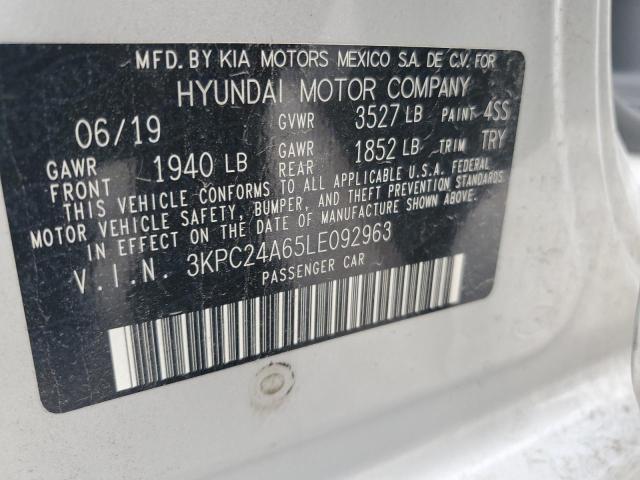 MFD. BY KIA MOTORS MEXICO S.A. DE C.V. FOR
HYUNDAI MOTOR COMPANY
06/19 GVWR 3527 LB PAINT 4SS
GAWR FRONT 1940 LB GAWR REAR 1852 LB TRIM TRY
THIS VEHICLE CONFORMS TO ALL APPLICABLE U.S.A. FEDERAL
MOTOR VEHICLE SAFETY, BUMPER, AND THEFT PREVENTION STANDARDS
IN EFFECT ON THE DATE OF MANUFACTURE SHOWN ABOVE.
V.I.N. 3KPC24A65LE092963
PASSENGER CAR